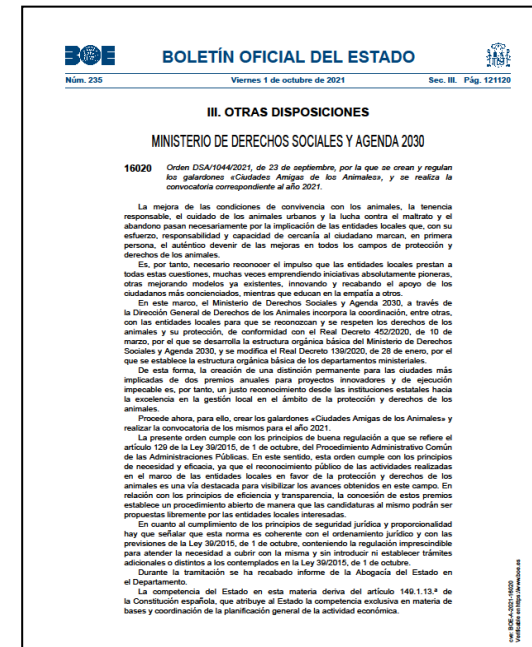 BOE
BOLETÍN OFICIAL DEL ESTADO
Núm. 235
Viernes 1 de octubre de 2021
Sec. III. Pág. 121120
III. OTRAS DISPOSICIONES
MINISTERIO DE DERECHOS SOCIALES Y AGENDA 2030
16020
Orden DSA/1044/2021, de 23 de septiembre, por la que se crean y regulan
los galardones «Ciudades Amigas de los Animales», y se realiza la
convocatoria correspondiente al año 2021.
La mejora de las condiciones de convivencia con los animales, la tenencia
responsable, el cuidado de los animales urbanos y la lucha contra el maltrato y el
abandono pasan necesariamente por la implicación de las entidades locales que, con su
esfuerzo, responsabilidad y capacidad de cercanía al ciudadano marcan, en primera
persona, el auténtico devenir de las mejoras en todos los campos de protección y
derechos de los animales.
Es, por tanto, necesario reconocer el impulso que las entidades locales prestan a
todas estas cuestiones, muchas veces emprendiendo iniciativas absolutamente pioneras,
otras mejorando modelos ya existentes, innovando y recabando el apoyo de los
ciudadanos más concienciados, mientras que educan en la empatía a otros.
En este marco, el Ministerio de Derechos Sociales y Agenda 2030, a través de
la Dirección General de Derechos de los Animales incorpora la coordinación, entre otras,
con las entidades locales para que se reconozcan y se respeten los derechos de los
animales y su protección, de conformidad con el Real Decreto 452/2020, de 10 de
marzo, por el que se desarrolla la estructura orgánica básica del Ministerio de Derechos
Sociales y Agenda 2030, y se modifica el Real Decreto 139/2020, de 28 de enero, por el
que se establece la estructura orgánica básica de los departamentos ministeriales.
De esta forma, la creación de una distinción permanente para las ciudades más
implicadas de dos premios anuales para proyectos innovadores y de ejecución
impecable es, por tanto, un justo reconocimiento desde las instituciones estatales hacia
la excelencia en la gestión local en el ámbito de la protección y derechos de los
animales.
Procede ahora, para ello, crear los galardones «Ciudades Amigas de los Animales» y
realizar la convocatoria de los mismos para el año 2021.
La presente orden cumple con los principios de buena regulación a que se refiere el
artículo 129 de la Ley 39/2015, de 1 de octubre, del Procedimiento Administrativo Común
de las Administraciones Públicas. En este sentido, esta orden cumple con los principios
de necesidad y eficacia, ya que el reconocimiento público de las actividades realizadas
en el marco de las entidades locales en favor de la protección y derechos de los
animales es una vía destacada para visibilizar los avances obtenidos en este campo. En
relación con los principios de eficiencia y transparencia, la concesión de estos premios
establece un procedimiento abierto de manera que las candidaturas al mismo podrán ser
propuestas libremente por las entidades locales interesadas.
En cuanto al cumplimiento de los principios de seguridad jurídica y proporcionalidad
hay que señalar que esta norma es coherente con el ordenamiento jurídico y con las
previsiones de la Ley 39/2015, de 1 de octubre, conteniendo la regulación imprescindible
para atender la necesidad a cubrir con la misma y sin introducir ni establecer trámites
adicionales o distintos a los contemplados en la Ley 39/2015, de 1 de octubre.
Durante la tramitación se ha recabado informe de la Abogacía del Estado en
el Departamento.
La competencia del Estado en esta materia deriva del artículo 149.1.13.ª de
la Constitución española, que atribuye al Estado la competencia exclusiva en materia de
bases y coordinación de la planificación general de la actividad económica.
cve: BOE-A-2021-16020
Verificable en https://www.boe.es